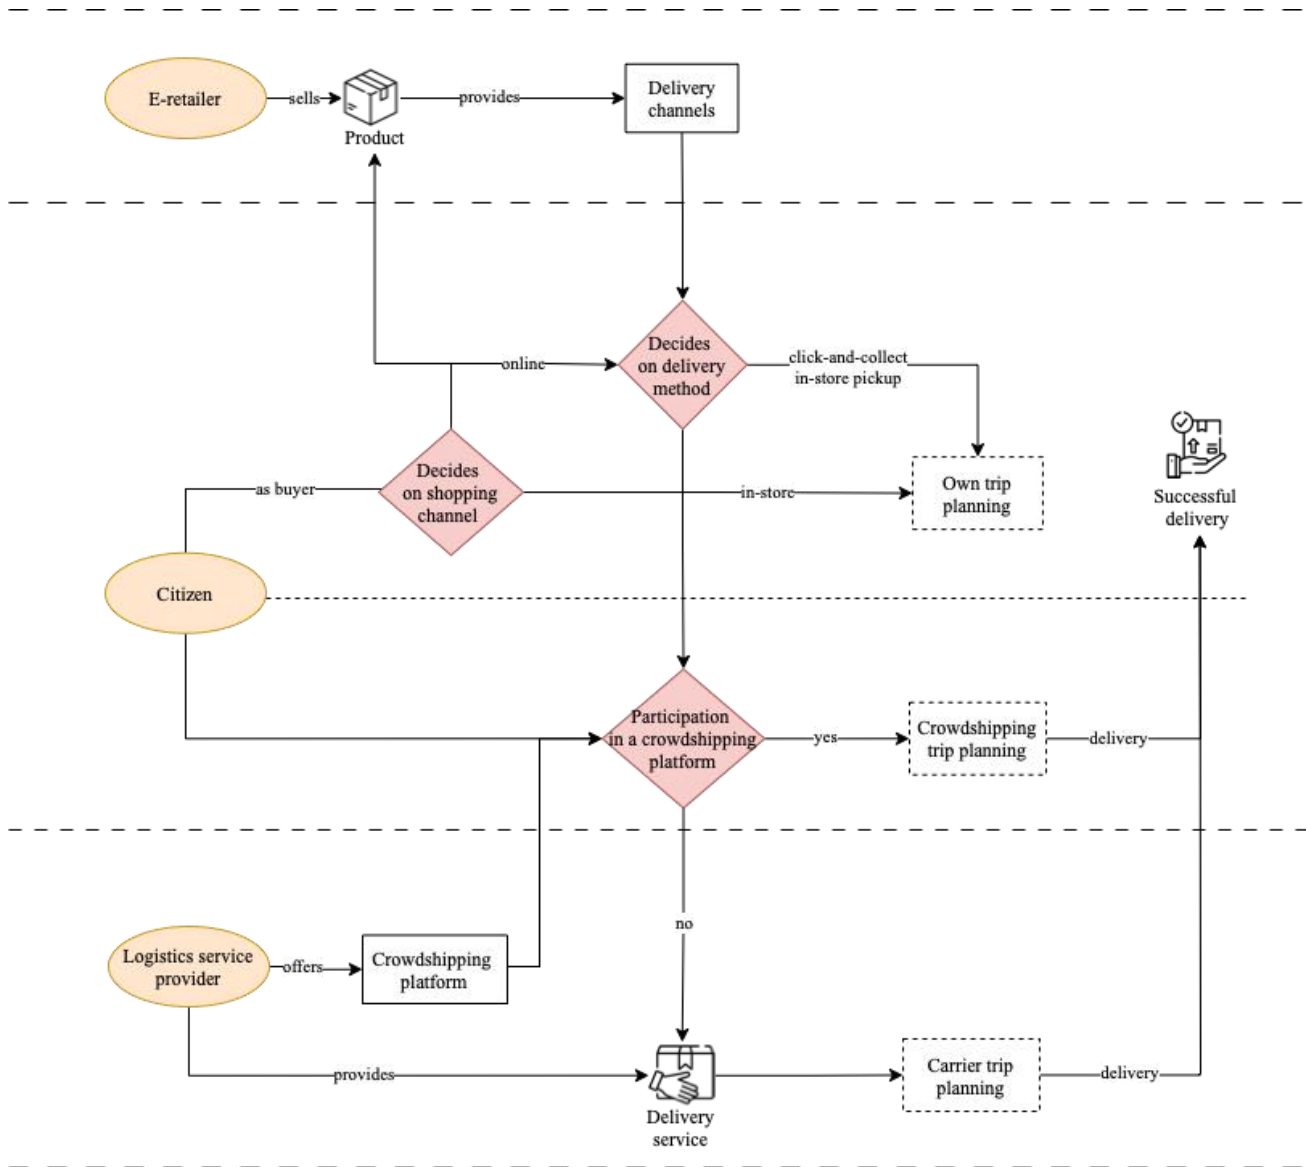 E-retailer
sells
Product
provides
Delivery
channels
Decides
on delivery
method
online
click-and-collect
in-store pickup
Decides
on shopping
channel
as buyer
in-store
Own trip
planning
Successful
delivery
Citizen
Participation
in a crowdshipping
platform
yes
Crowdshipping
trip planning
delivery
no
Logistics service
provider
offers
Crowdshipping
platform
provides
Delivery
service
Carrier trip
planning
delivery